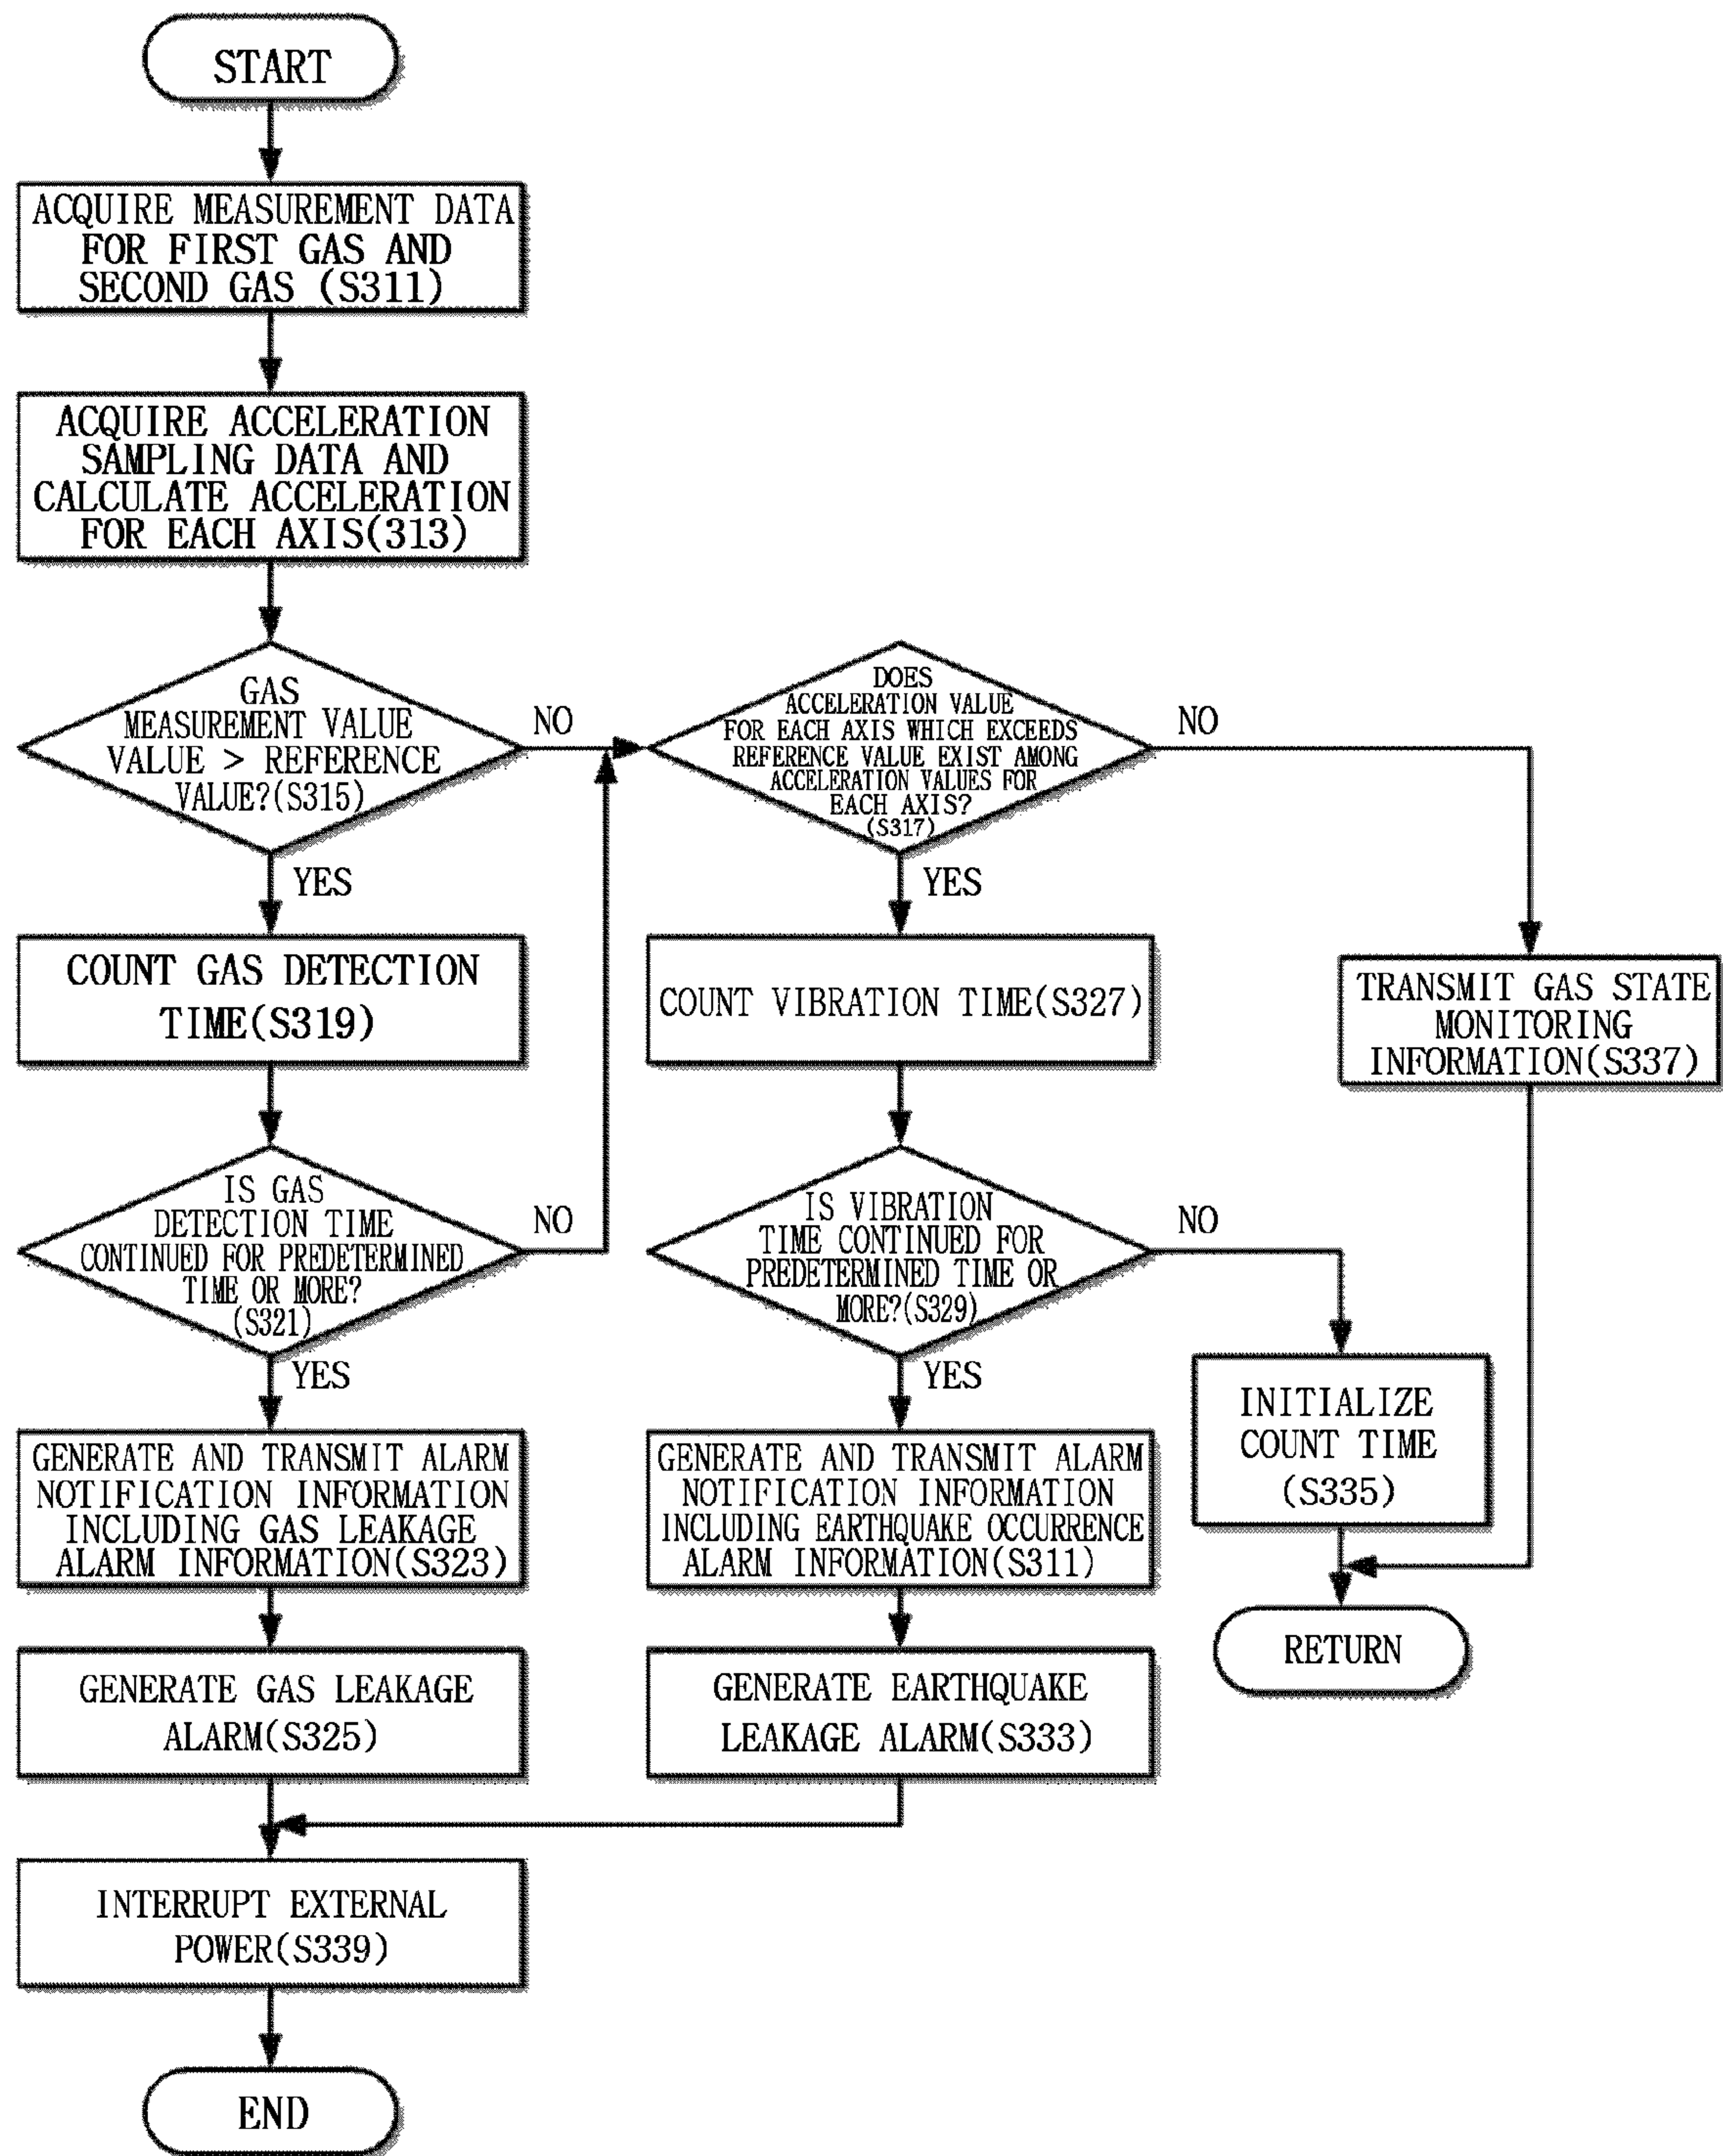 START
ACQUIRE MEASUREMENT DATA
FOR FIRST GAS AND
SECOND GAS (S311)
ACQUIRE ACCELERATION
SAMPLING DATA AND
CALCULATE ACCELERATION
FOR EACH AXIS(313)
GAS
MEASUREMENT VALUE
VALUE > REFERENCE
VALUE?(S315)
NO
YES
DOES
ACCELERATION VALUE
FOR EACH AXIS WHICH EXCEEDS
REFERENCE VALUE EXIST AMONG
ACCELERATION VALUES FOR
EACH AXIS?
(S317)
NO
YES
COUNT GAS DETECTION
TIME(S319)
COUNT VIBRATION TIME(S327)
TRANSMIT GAS STATE
MONITORING
INFORMATION(S337)
IS GAS
DETECTION TIME
CONTINUED FOR PREDETERMINED
TIME OR MORE?
(S321)
NO
YES
IS VIBRATION
TIME CONTINUED FOR
PREDETERMINED TIME OR
MORE?(S329)
NO
YES
INITIALIZE
COUNT TIME
(S335)
GENERATE AND TRANSMIT ALARM
NOTIFICATION INFORMATION
INCLUDING GAS LEAKAGE
ALARM INFORMATION(S323)
GENERATE AND TRANSMIT ALARM
NOTIFICATION INFORMATION
INCLUDING EARTHQUAKE OCCURRENCE
ALARM INFORMATION(S311)
RETURN
GENERATE GAS LEAKAGE
ALARM(S325)
GENERATE EARTHQUAKE
LEAKAGE ALARM(S333)
INTERRUPT EXTERNAL
POWER(S339)
END